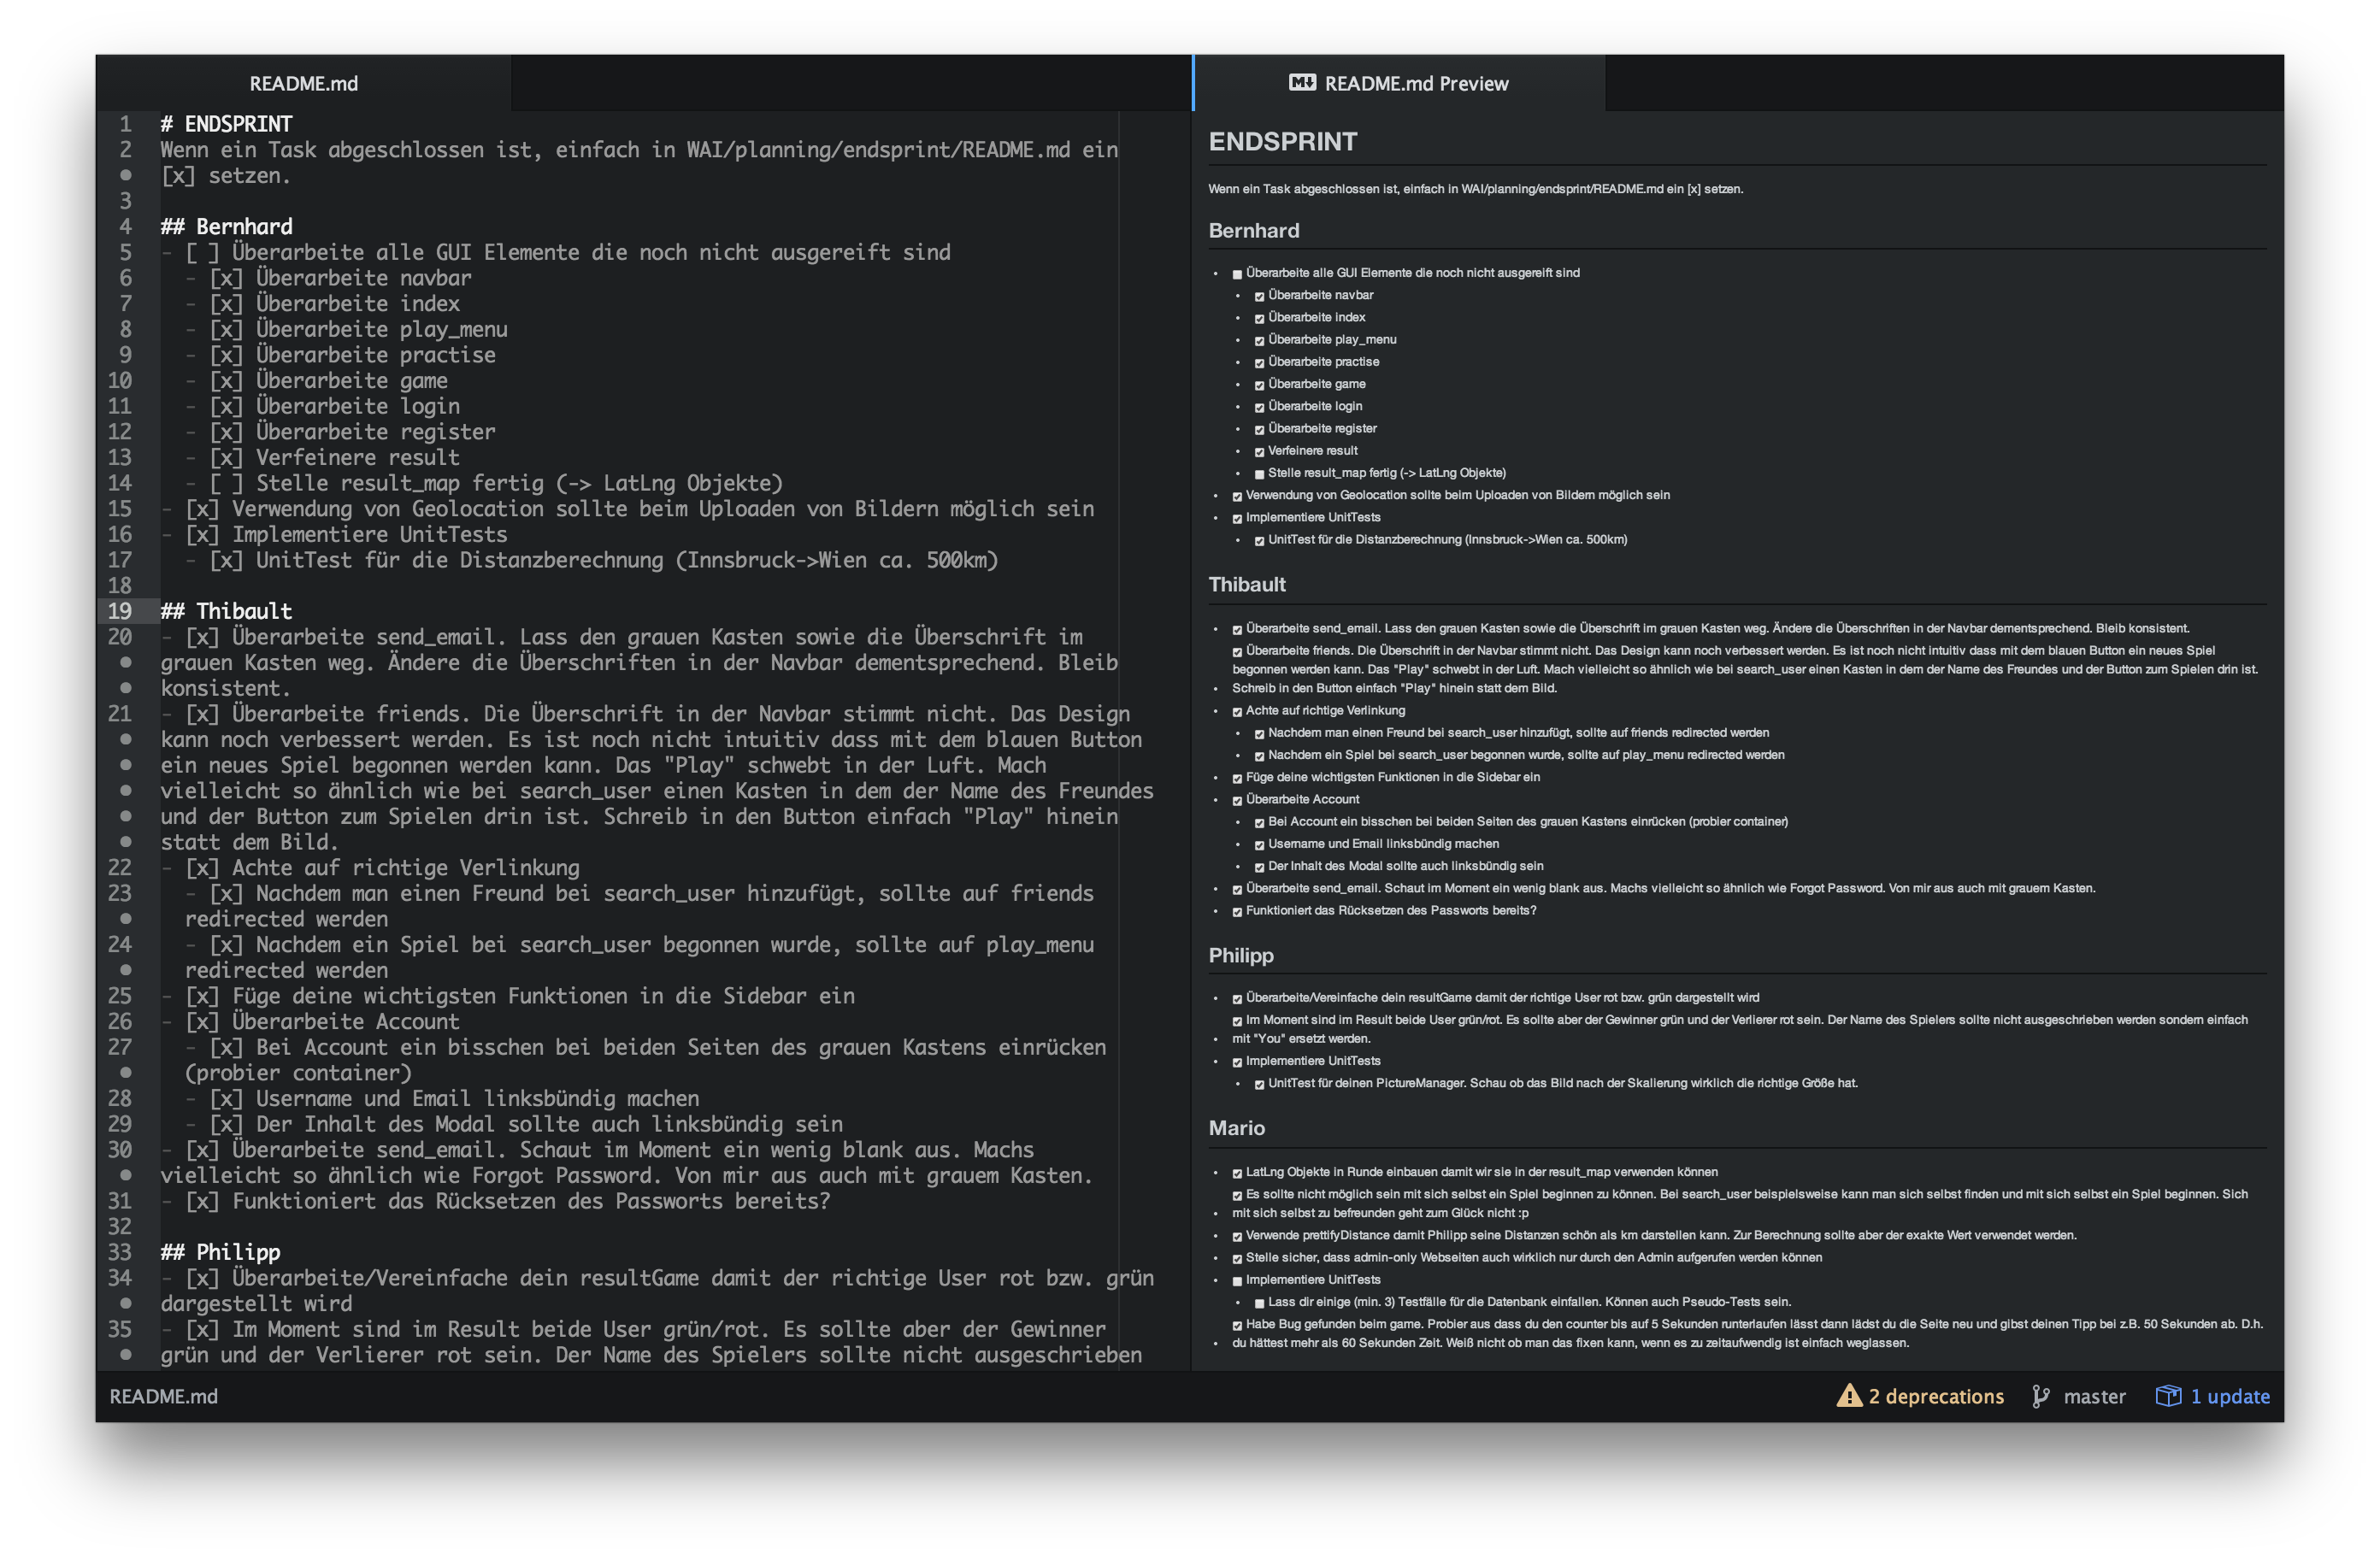 README.md
1 # ENDSPRINT
2 Wenn ein Task abgeschlossen ist, einfach in WAI/planning/endsprint/README.md ein
• [x] setzen.
3
4 ## Bernhard
5 - [ ] Überarbeite alle GUI Elemente die noch nicht ausgereift sind
6 - [x] Überarbeite navbar
7 - [x] Überarbeite index
8 - [x] Überarbeite play_menu
9 - [x] Überarbeite practise
10 - [x] Überarbeite game
11 - [x] Überarbeite login
12 - [x] Überarbeite register
13 - [x] Verfeinere result
14 - [ ] Stelle result_map fertig (-> LatLng Objekte)
15 - [x] Verwendung von Geolocation sollte beim Uploaden von Bildern möglich sein
16 - [x] Implementiere UnitTests
17 - [x] UnitTest für die Distanzberechnung (Innsbruck->Wien ca. 500km)
18
19 ## Thibault
20 - [x] Überarbeite send_email. Lass den grauen Kasten sowie die Überschrift im
• grauen Kasten weg. Ändere die Überschriften in der Navbar dementsprechend. Bleib
• konsistent.
21 - [x] Überarbeite friends. Die Überschrift in der Navbar stimmt nicht. Das Design
• kann noch verbessert werden. Es ist noch nicht intuitiv dass mit dem blauen Button
• ein neues Spiel begonnen werden kann. Das "Play" schwebt in der Luft. Mach
• vielleicht so ähnlich wie bei search_user einen Kasten in dem der Name des Freundes
• und der Button zum Spielen drin ist. Schreib in den Button einfach "Play" hinein
• statt dem Bild.
22 - [x] Achte auf richtige Verlinkung
23 - [x] Nachdem man einen Freund bei search_user hinzufügt, sollte auf friends
• redirected werden
24 - [x] Nachdem ein Spiel bei search_user begonnen wurde, sollte auf play_menu
• redirected werden
25 - [x] Füge deine wichtigsten Funktionen in die Sidebar ein
26 - [x] Überarbeite Account
27 - [x] Bei Account ein bisschen bei beiden Seiten des grauen Kastens einrücken
• (probier container)
28 - [x] Username und Email linksbündig machen
29 - [x] Der Inhalt des Modal sollte auch linksbündig sein
30 - [x] Überarbeite send_email. Schaut im Moment ein wenig blank aus. Machs
• vielleicht so ähnlich wie Forgot Password. Von mir aus auch mit grauem Kasten.
31 - [x] Funktioniert das Rücksetzen des Passworts bereits?
32
33 ## Philipp
34 - [x] Überarbeite/Vereinfache dein resultGame damit der richtige User rot bzw. grün
• dargestellt wird
35 - [x] Im Moment sind im Result beide User grün/rot. Es sollte aber der Gewinner
• grün und der Verlierer rot sein. Der Name des Spielers sollte nicht ausgeschrieben
README.md Preview
ENDSPRINT
Wenn ein Task abgeschlossen ist, einfach in WAI/planning/endsprint/README.md ein [x] setzen.
Bernhard
Überarbeite alle GUI Elemente die noch nicht ausgereift sind
Überarbeite navbar
Überarbeite index
Überarbeite play_menu
Überarbeite practise
Überarbeite game
Überarbeite login
Überarbeite register
Verfeinere result
Stelle result_map fertig (-> LatLng Objekte)
Verwendung von Geolocation sollte beim Uploaden von Bildern möglich sein
Implementiere UnitTests
UnitTest für die Distanzberechnung (Innsbruck->Wien ca. 500km)
Thibault
Überarbeite send_email. Lass den grauen Kasten sowie die Überschrift im grauen Kasten weg. Ändere die Überschriften in der Navbar dementsprechend. Bleib konsistent.
Überarbeite friends. Die Überschrift in der Navbar stimmt nicht. Das Design kann noch verbessert werden. Es ist noch nicht intuitiv dass mit dem blauen Button ein neues Spiel
begonnen werden kann. Das "Play" schwebt in der Luft. Mach vielleicht so ähnlich wie bei search_user einen Kasten in dem der Name des Freundes und der Button zum Spielen drin ist.
Schreib in den Button einfach "Play" hinein statt dem Bild.
Achte auf richtige Verlinkung
Nachdem man einen Freund bei search_user hinzufügt, sollte auf friends redirected werden
Nachdem ein Spiel bei search_user begonnen wurde, sollte auf play_menu redirected werden
Füge deine wichtigsten Funktionen in die Sidebar ein
Überarbeite Account
Bei Account ein bisschen bei beiden Seiten des grauen Kastens einrücken (probier container)
Username und Email linksbündig machen
Der Inhalt des Modal sollte auch linksbündig sein
Überarbeite send_email. Schaut im Moment ein wenig blank aus. Machs vielleicht so ähnlich wie Forgot Password. Von mir aus auch mit grauem Kasten.
Funktioniert das Rücksetzen des Passworts bereits?
Philipp
Überarbeite/Vereinfache dein resultGame damit der richtige User rot bzw. grün dargestellt wird
Im Moment sind im Result beide User grün/rot. Es sollte aber der Gewinner grün und der Verlierer rot sein. Der Name des Spielers sollte nicht ausgeschrieben werden sondern einfach
mit "You" ersetzt werden.
Implementiere UnitTests
UnitTest für deinen PictureManager. Schau ob das Bild nach der Skalierung wirklich die richtige Größe hat.
Mario
LatLng Objekte in Runde einbauen damit wir sie in der result_map verwenden können
Es sollte nicht möglich sein mit sich selbst ein Spiel beginnen zu können. Bei search_user beispielsweise kann man sich selbst finden und mit sich selbst ein Spiel beginnen. Sich
mit sich selbst zu befreunden geht zum Glück nicht :p
Verwende prettifyDistance damit Philipp seine Distanzen schön als km darstellen kann. Zur Berechnung sollte aber der exakte Wert verwendet werden.
Stelle sicher, dass admin-only Webseiten auch wirklich nur durch den Admin aufgerufen werden können
Implementiere UnitTests
Lass dir einige (min. 3) Testfälle für die Datenbank einfallen. Können auch Pseudo-Tests sein.
Habe Bug gefunden beim game. Probier aus dass du den counter bis auf 5 Sekunden runterlaufen lässt dann lädst du die Seite neu und gibst deinen Tipp bei z.B. 50 Sekunden ab. D.h.
du hättest mehr als 60 Sekunden Zeit. Weiß nicht ob man das fixen kann, wenn es zu zeitaufwendig ist einfach weglassen.
README.md
2 deprecations
master
1 update